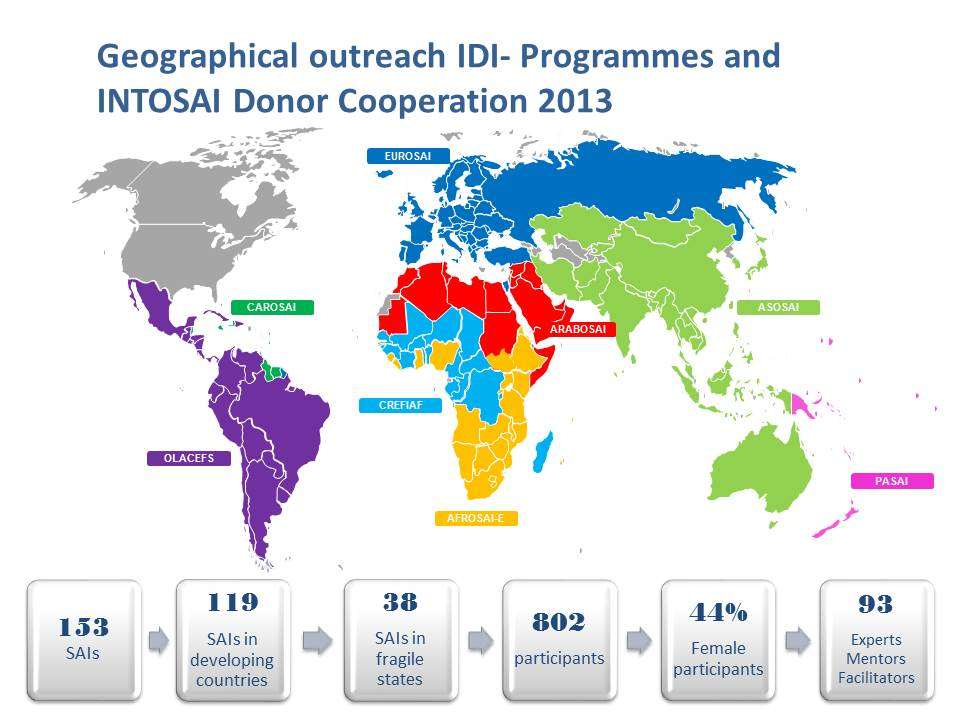 Geographical outreach IDI- Programmes and
INTOSAI Donor Cooperation 2013
EUROSAI
CAROSAI
ASOSAI
ARABOSAI
CREFIAF
OLACEFS
PASAI
AFROSAI-E
153
SAIs
119
SAIs in
developing
countries
38
SAIs in
fragile
states
802
participants
44%
Female
participants
93
Experts
Mentors
Facilitators